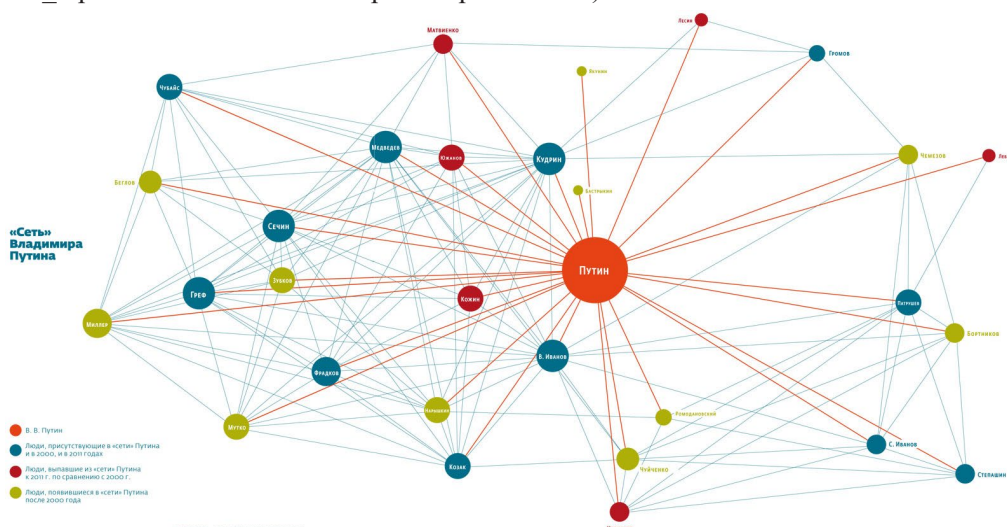 Лесин
Матвиенко
Громов
Чубайс
Медведев
Южанов
Кудрин
Чемезов
Беглов
Бастрыкин
«Сеть»
Владимира
Путина
Сечин
Путин
Зубков
Греф
Кожин
Патрушев
Миллер
Бортников
В. Иванов
Фрадков
Нарышкин
Ромодановский
Мутко
В. В. Путин
Люди, присутствующие в «сети» Путина
и в 2000, и в 2011 годах
С. Иванов
Чуйченко
Козак
Люди, выпавшие из «сети» Путина
к 2011 г. по сравнению с 2000 г.
Степашин
Люди, появившиеся в «сети» Путина
после 2000 года